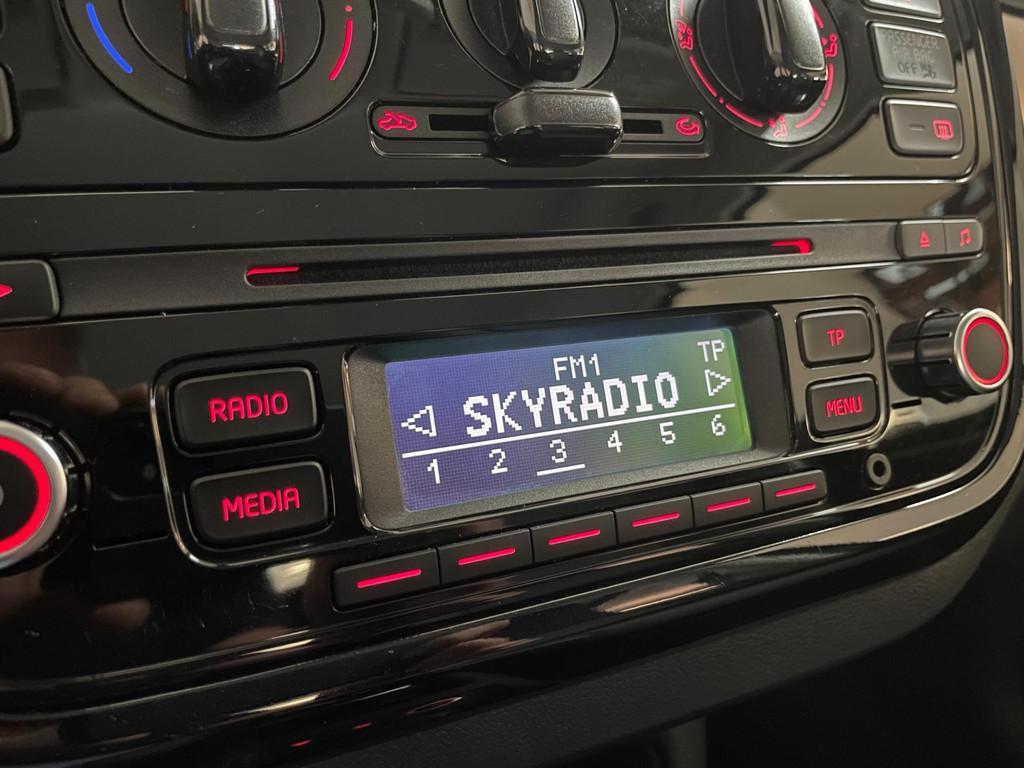 PASSENGER
AIR BAG
OFF
TP
FM1
SKYRADIO
1 2 3 4 5 6
RADIO
MEDIA
TP
MENU